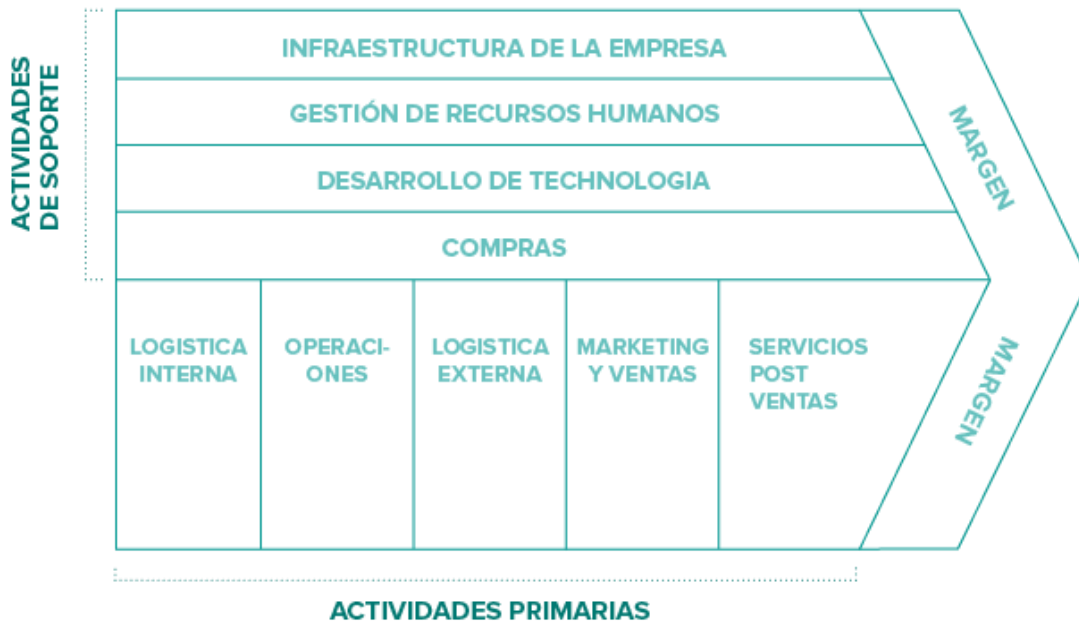 ACTIVIDADES
DE SOPORTE
INFRAESTRUCTURA DE LA EMPRESA
GESTIÓN DE RECURSOS HUMANOS
DESARROLLO DE TECHNOLOGIA
COMPRAS
MARGEN
LOGISTICA
INTERNA
OPERACI-
ONES
LOGISTICA
EXTERNA
MARKETING
Y VENTAS
SERVICIOS
POST
VENTAS
MARGEN
ACTIVIDADES PRIMARIAS